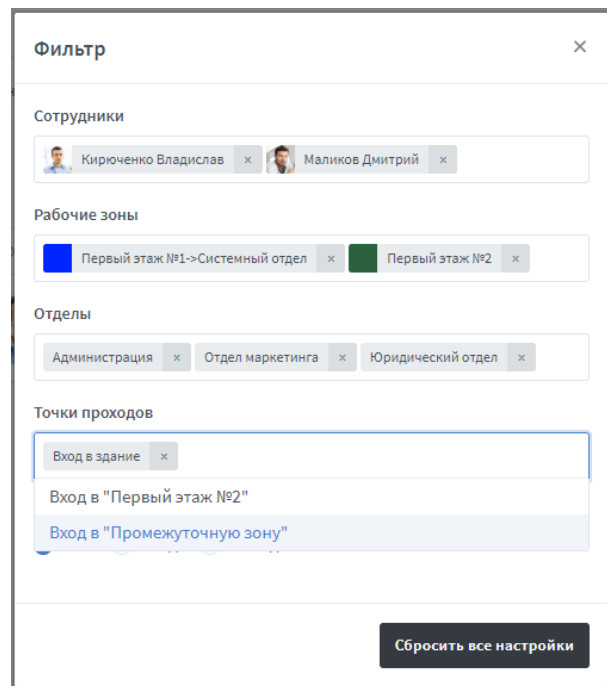 Фильтр
Сотрудники
Кирюченко Владислав × Маликов Дмитрий ×
Рабочие зоны
Первый этаж №1->Системный отдел × Первый этаж №2 ×
Отделы
Администрация × Отдел маркетинга × Юридический отдел ×
Точки проходов
Вход в здание ×
Вход в "Первый этаж №2"
Вход в "Промежуточную зону"
Сбросить все настройки